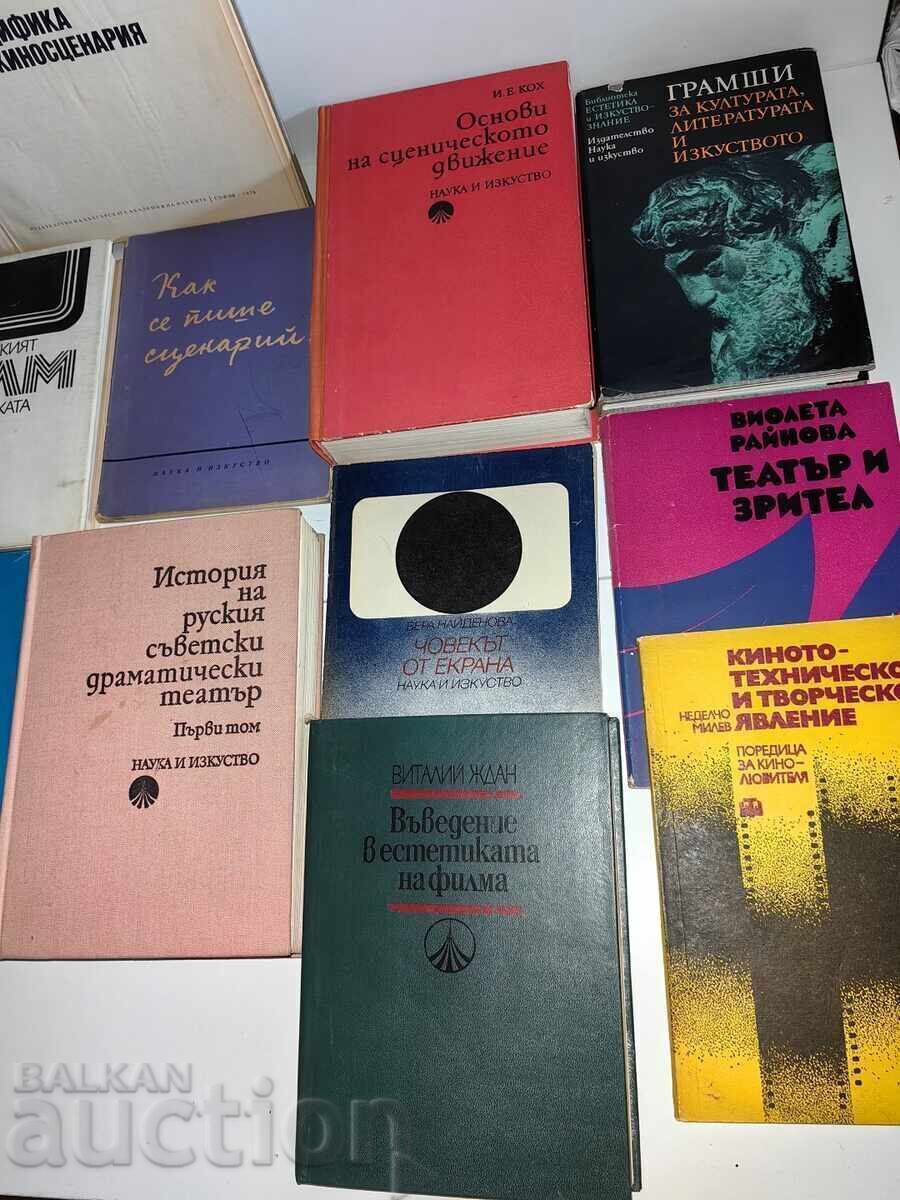 ИФИКА
КИНОСЦЕНАРИЯ
И. Е. КОХ
Основи
на сценическото
движение
НАУКА И ИЗКУСТВО
Библиотека
ЕСТЕТИКА
и ИЗКУСТВО-
ЗНАНИЕ
Издателство
Наука
и изкуство
ГРАМШИ
ЗА КУЛТУРАТА,
ЛИТЕРАТУРАТА
И
ИЗКУСТВОТО
КИЯТ
КАТА
Как
се пише
сценарий
НАУКА И ИЗКУСТВО
ВИОЛЕТА
РАЙНОВА
ТЕАТЪР И
ЗРИТЕЛ
История
на
руския
съветски
драматически
театър
Първи том
НАУКА И ИЗКУСТВО
ВЕРА НАЙДЕНОВА
ЧОВЕКЪТ
ОТ ЕКРАНА
НАУКА И ИЗКУСТВО
КИНОТО-
ТЕХНИЧЕСКО
И ТВОРЧЕСКО
ЯВЛЕНИЕ
НЕДЕЛЧО
МИЛЕВ
ПОРЕДИЦА
ЗА КИНО-
ЛЮБИТЕЛЯ
ВИТАЛИЙ ЖДАН
Въведение
в естетиката
на филма
BALKAN
auction